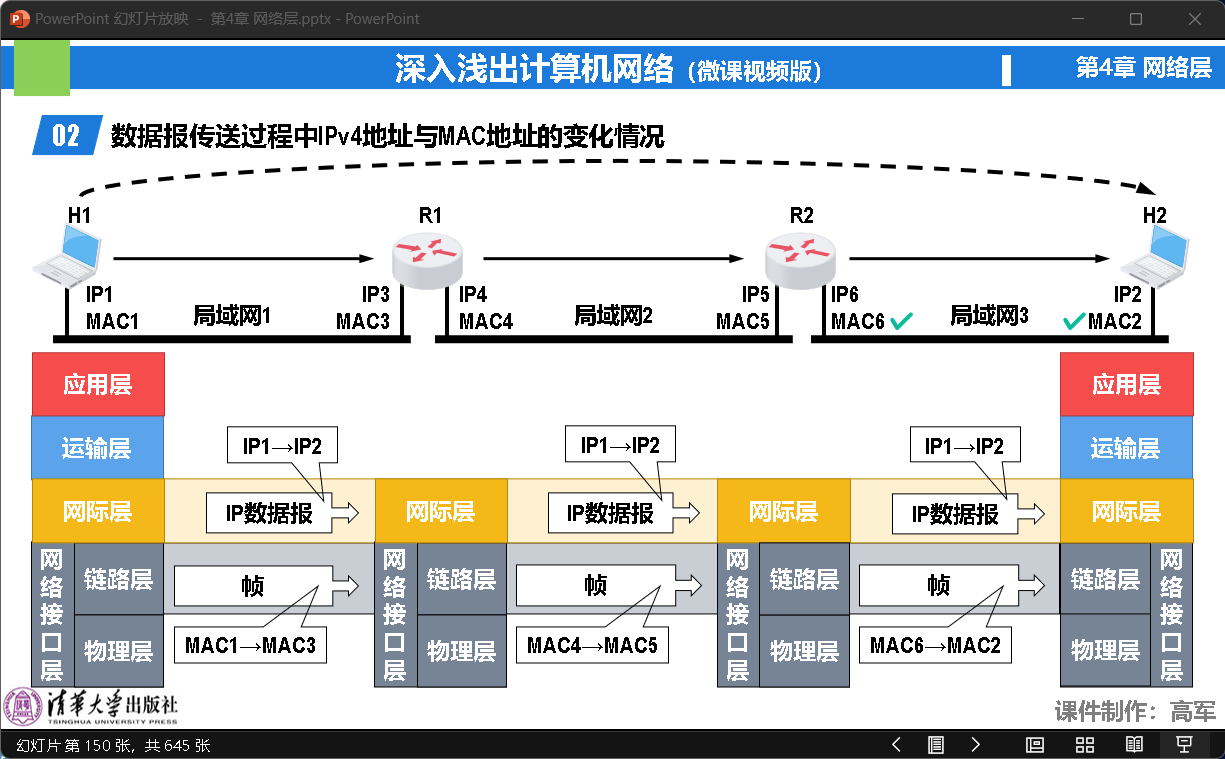 PowerPoint 幻灯片放映 - 第4章 网络层.pptx - PowerPoint
深入浅出计算机网络（微课视频版）
第4章 网络层
02 数据报传送过程中IPv4地址与MAC地址的变化情况
H1
R1
R2
H2
IP1
MAC1
局域网1
IP3
MAC3
IP4
MAC4
局域网2
IP5
MAC5
IP6
MAC6
局域网3
IP2
MAC2
应用层
应用层
运输层
IP1→IP2
IP1→IP2
IP1→IP2
运输层
网际层
IP数据报
网际层
IP数据报
网际层
IP数据报
网际层
网络接口层
链路层
帧
网络接口层
链路层
帧
网络接口层
链路层
帧
链路层
网络接口层
物理层
MAC1→MAC3
物理层
MAC4→MAC5
物理层
MAC6→MAC2
物理层
清华大学出版社
TSINGHUA UNIVERSITY PRESS
课件制作：高军
幻灯片 第 150 张，共 645 张